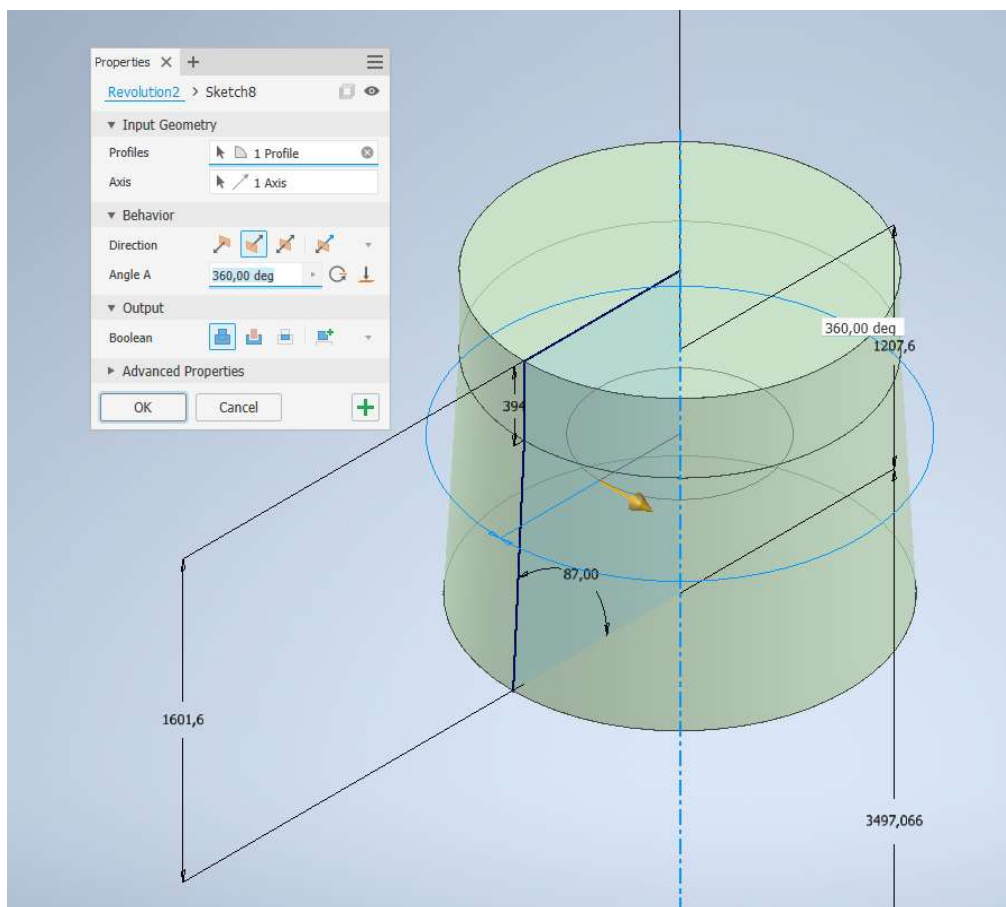 Properties
Revolution2 > Sketch8
Input Geometry
Profiles 1 Profile
Axis 1 Axis
Behavior
Direction
Angle A 360,00 deg
Output
Boolean
Advanced Properties
OK Cancel
360,00 deg
1207,6
394
87,00
1601,6
3497,066